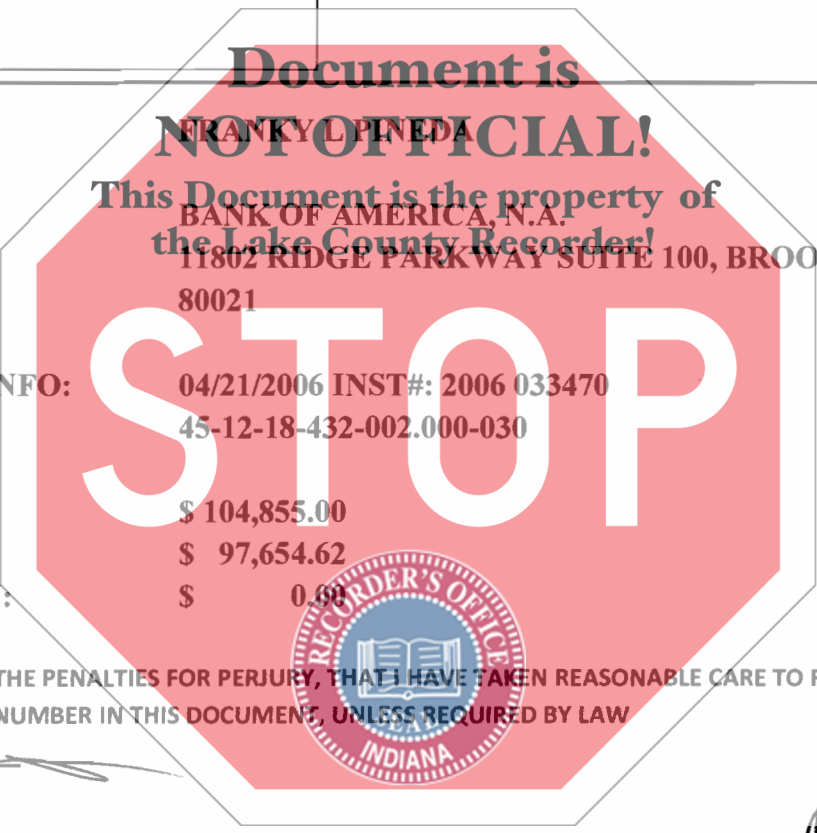 Document is
NOT OFFICIAL!
FRANKY L PINEDA
This Document is the property of
BANK OF AMERICA, N.A.
the Lake County Recorder!
11802 RIDGE PARKWAY SUITE 100, BROO
80021
STOP
NFO: 04/21/2006 INST#: 2006 033470
45-12-18-432-002.000-030
$ 104,855.00
$ 97,654.62
: $ 0.00
RECORDER'S OFFICE
THE PENALTIES FOR PERJURY, THAT I HAVE TAKEN REASONABLE CARE TO
NUMBER IN THIS DOCUMENT, UNLESS REQUIRED BY LAW
SEAL
INDIANA